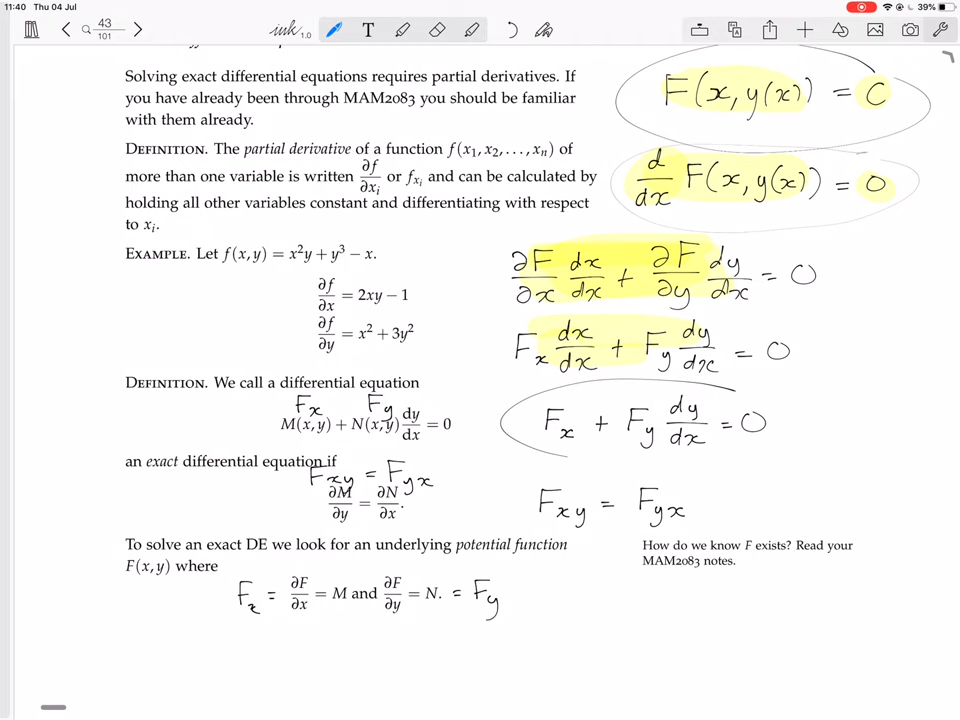 11:40 Thu 04 Jul
39%
43
101
ink 1.0
T
Solving exact differential equations requires partial derivatives. If
you have already been through MAM2083 you should be familiar
with them already.
DEFINITION. The partial derivative of a function f(x₁, x₂, . . . , xₙ) of
more than one variable is written ∂f/∂xᵢ or f_{xᵢ} and can be calculated by
holding all other variables constant and differentiating with respect
to xᵢ.
EXAMPLE. Let f(x, y) = x²y + y³ − x.
∂f/∂x = 2xy − 1
∂f/∂y = x² + 3y²
DEFINITION. We call a differential equation
Fx Fy
M(x, y) + N(x, y) dy/dx = 0
an exact differential equation if
Fxy = Fyx
∂M/∂y = ∂N/∂x.
To solve an exact DE we look for an underlying potential function
F(x, y) where
Fx = ∂F/∂x = M and ∂F/∂y = N. = Fy
F(x, y(x)) = C
d/dx F(x, y(x)) = 0
∂F/∂x dx/dx + ∂F/∂y dy/dx = 0
Fx dx/dx + Fy dy/dx = 0
Fx + Fy dy/dx = 0
Fxy = Fyx
How do we know F exists? Read your
MAM2083 notes.